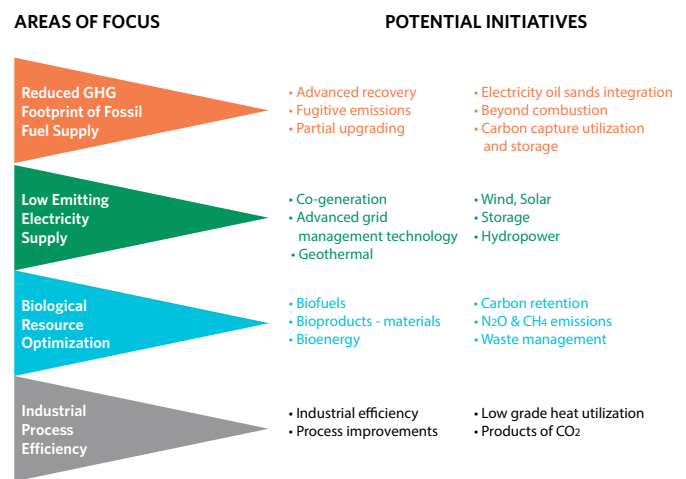 AREAS OF FOCUS
POTENTIAL INITIATIVES
Reduced GHG
Footprint of Fossil
Fuel Supply
• Advanced recovery
• Fugitive emissions
• Partial upgrading
• Electricity oil sands integration
• Beyond combustion
• Carbon capture utilization
and storage
Low Emitting
Electricity
Supply
• Co-generation
• Advanced grid
management technology
• Geothermal
• Wind, Solar
• Storage
• Hydropower
Biological
Resource
Optimization
• Biofuels
• Bioproducts - materials
• Bioenergy
• Carbon retention
• N2O & CH4 emissions
• Waste management
Industrial
Process
Efficiency
• Industrial efficiency
• Process improvements
• Low grade heat utilization
• Products of CO2